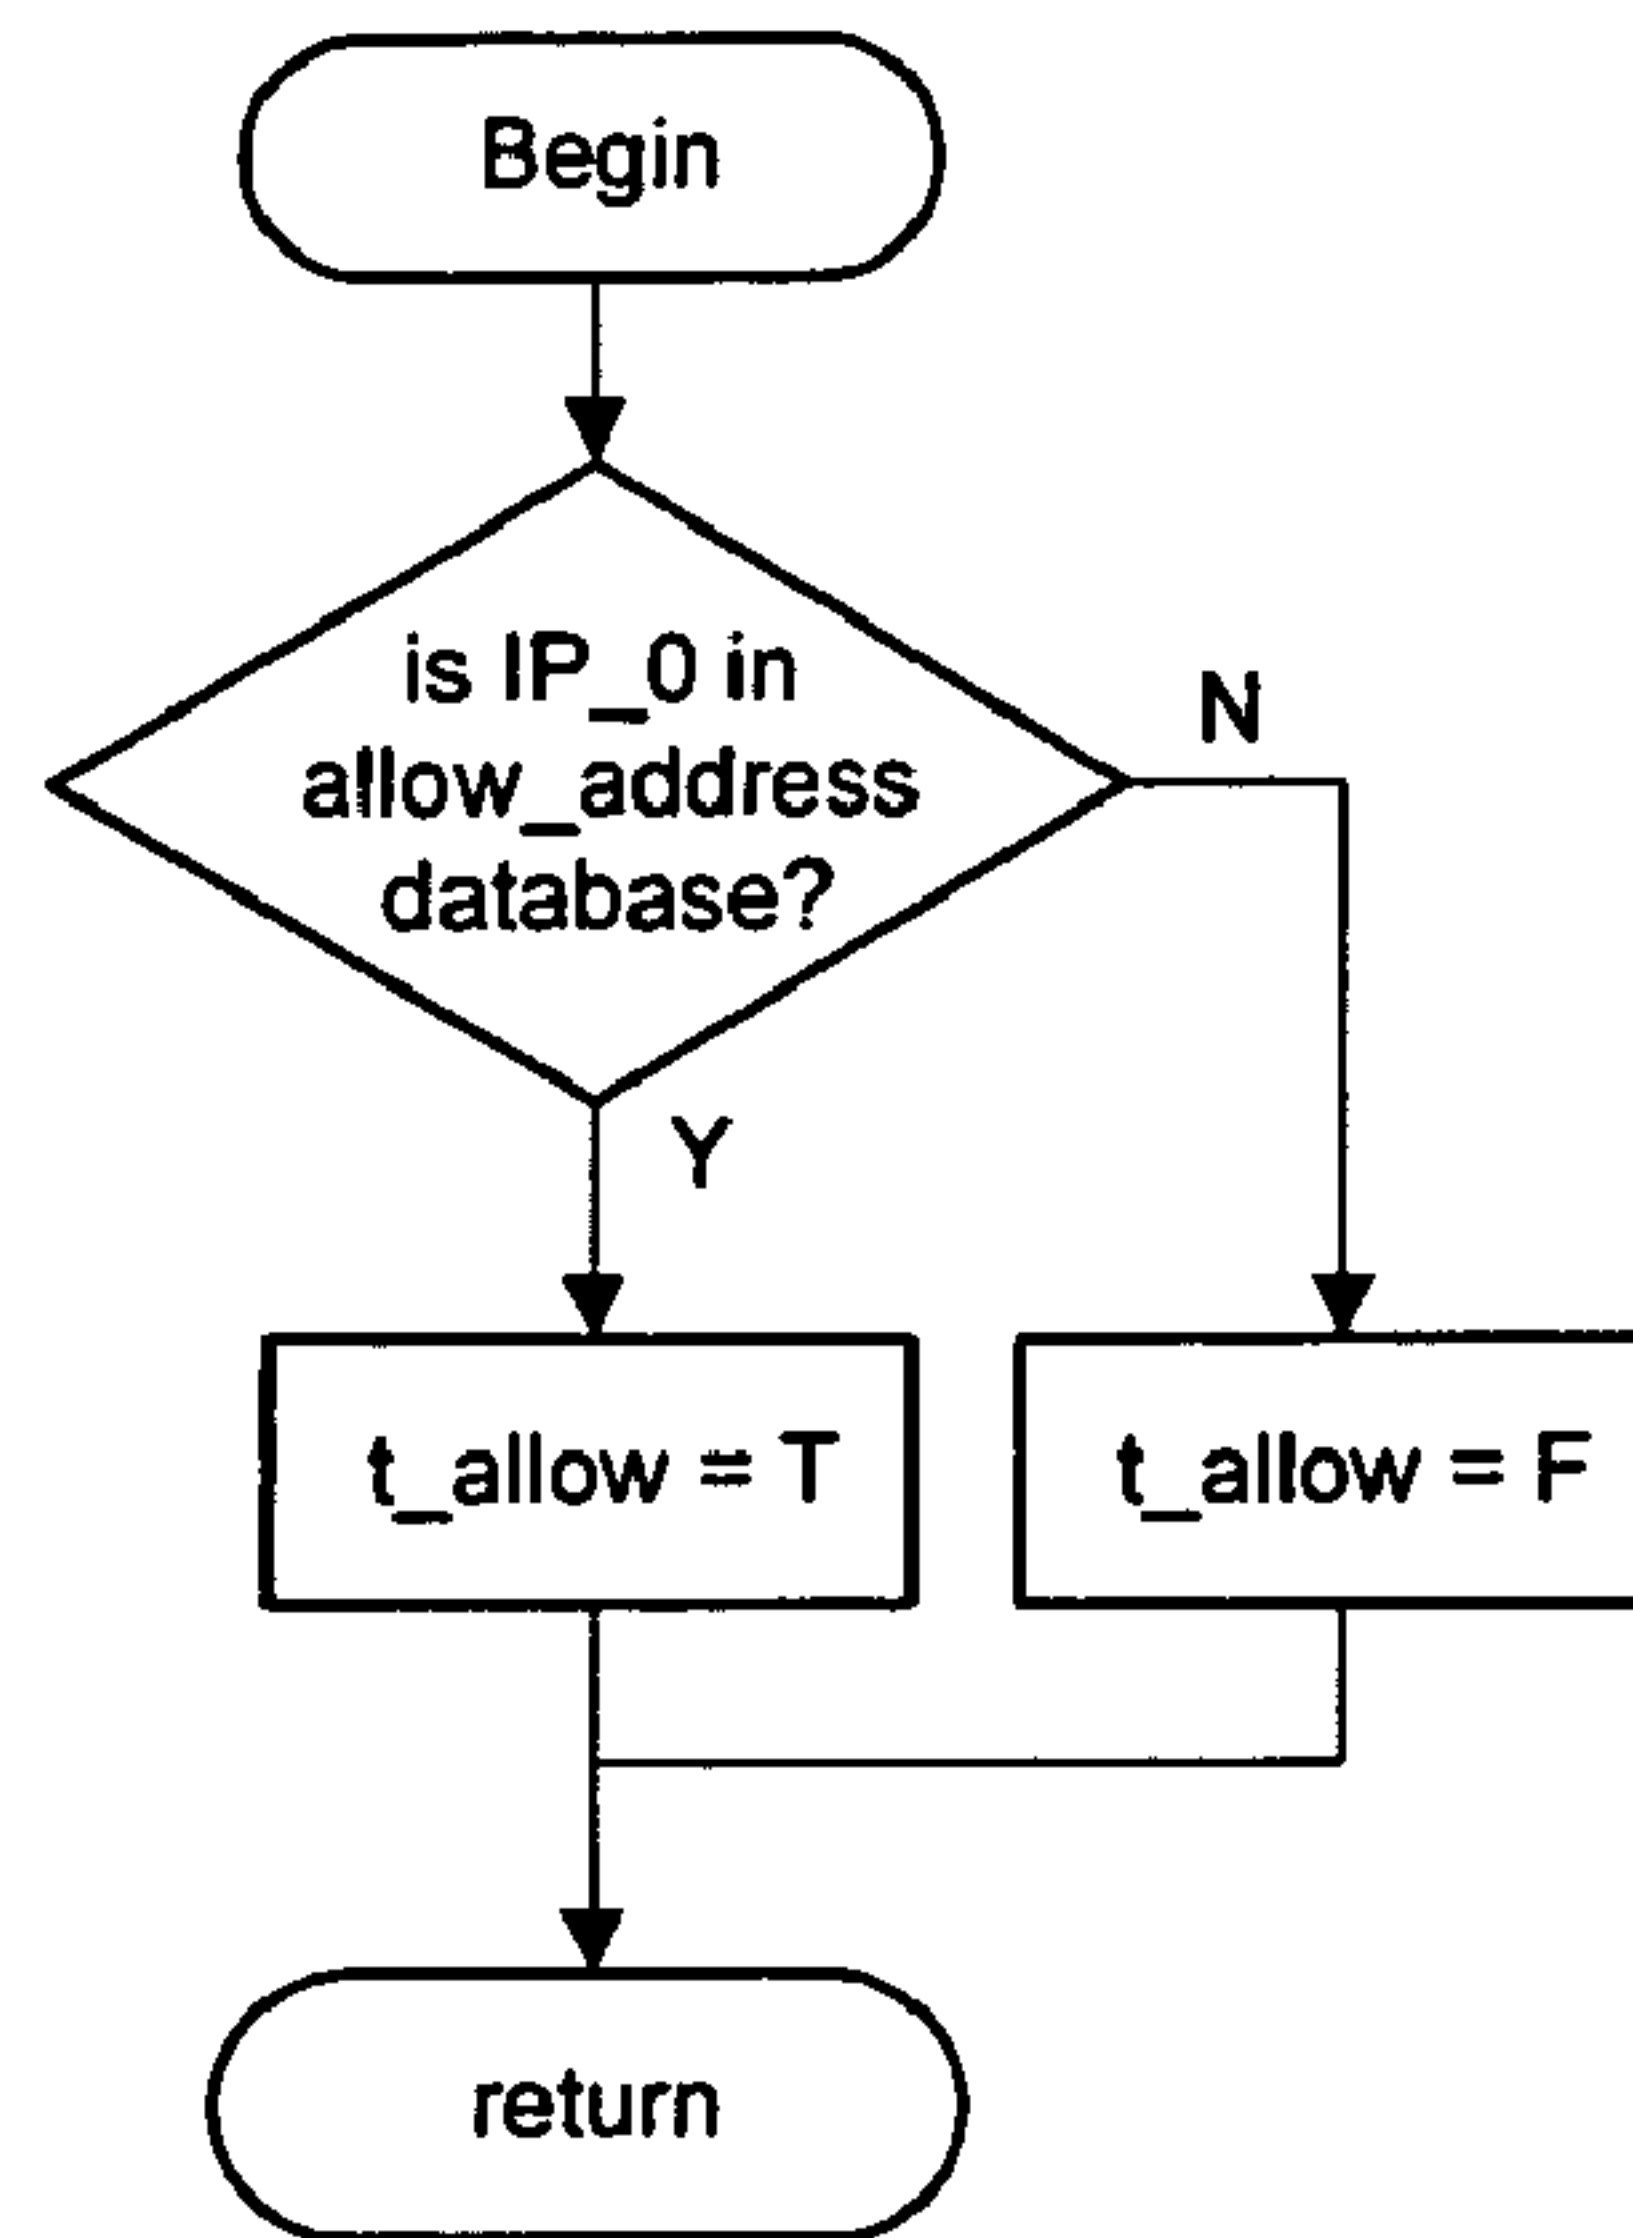 Begin
is IP_0 in
allow_address
database?
N
Y
t_allow = T
t_allow = F
return